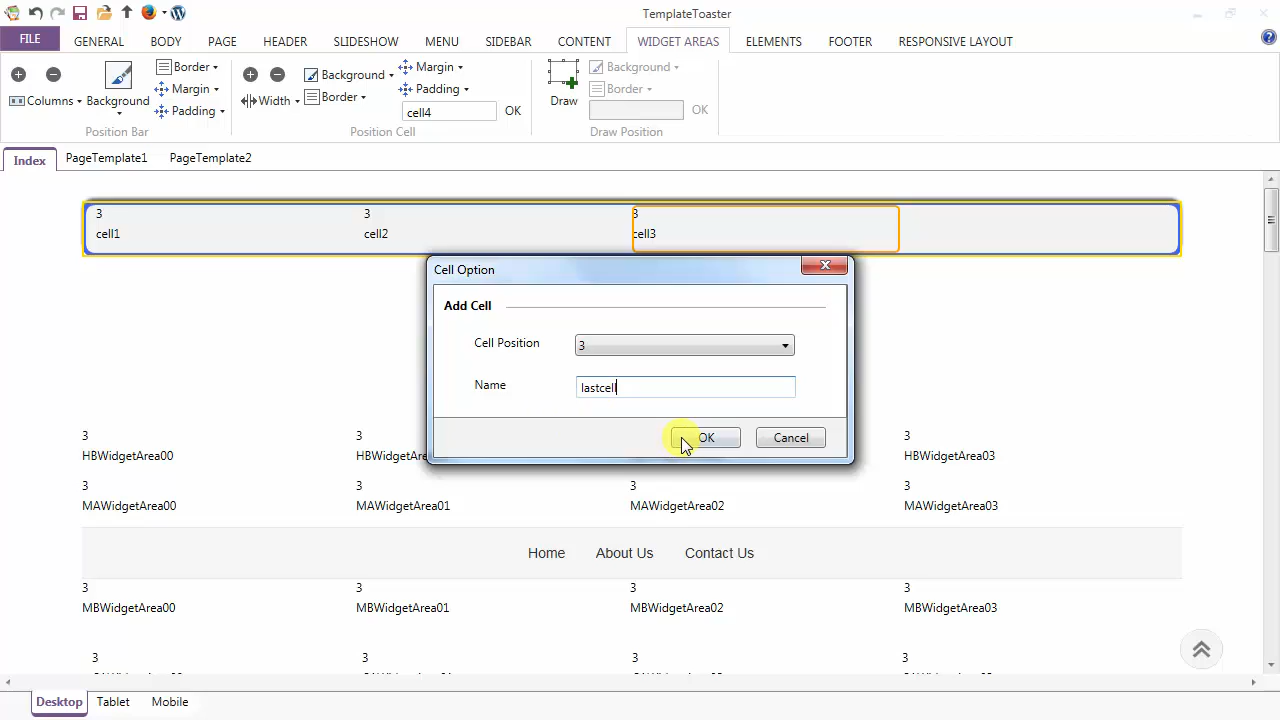 TemplateToaster
FILE GENERAL BODY PAGE HEADER SLIDESHOW MENU SIDEBAR CONTENT WIDGET AREAS ELEMENTS FOOTER RESPONSIVE LAYOUT
Border Background Margin Background
Columns Background Margin Width Border Padding Draw Border
Padding cell4 OK OK
Position Bar Position Cell Draw Position
Index PageTemplate1 PageTemplate2
3 3 3
cell1 cell2 cell3
Cell Option
Add Cell
Cell Position 3
Name lastcell
OK Cancel
3 3 3
HBWidgetArea00 HBWidgetArea03
3 3 3 3
MAWidgetArea00 MAWidgetArea01 MAWidgetArea02 MAWidgetArea03
Home About Us Contact Us
3 3 3 3
MBWidgetArea00 MBWidgetArea01 MBWidgetArea02 MBWidgetArea03
3 3 3 3
Desktop Tablet Mobile